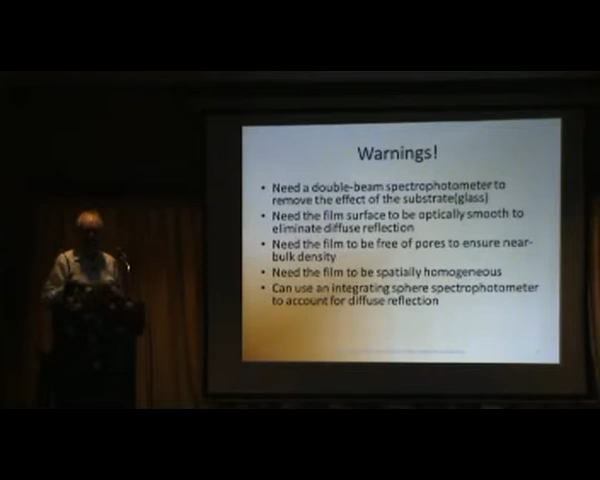 Warnings!
• Need a double-beam spectrophotometer to
remove the effect of the substrate(glass)
• Need the film surface to be optically smooth to
eliminate diffuse reflection
• Need the film to be free of pores to ensure near-
bulk density
• Need the film to be spatially homogeneous
• Can use an integrating sphere spectrophotometer
to account for diffuse reflection